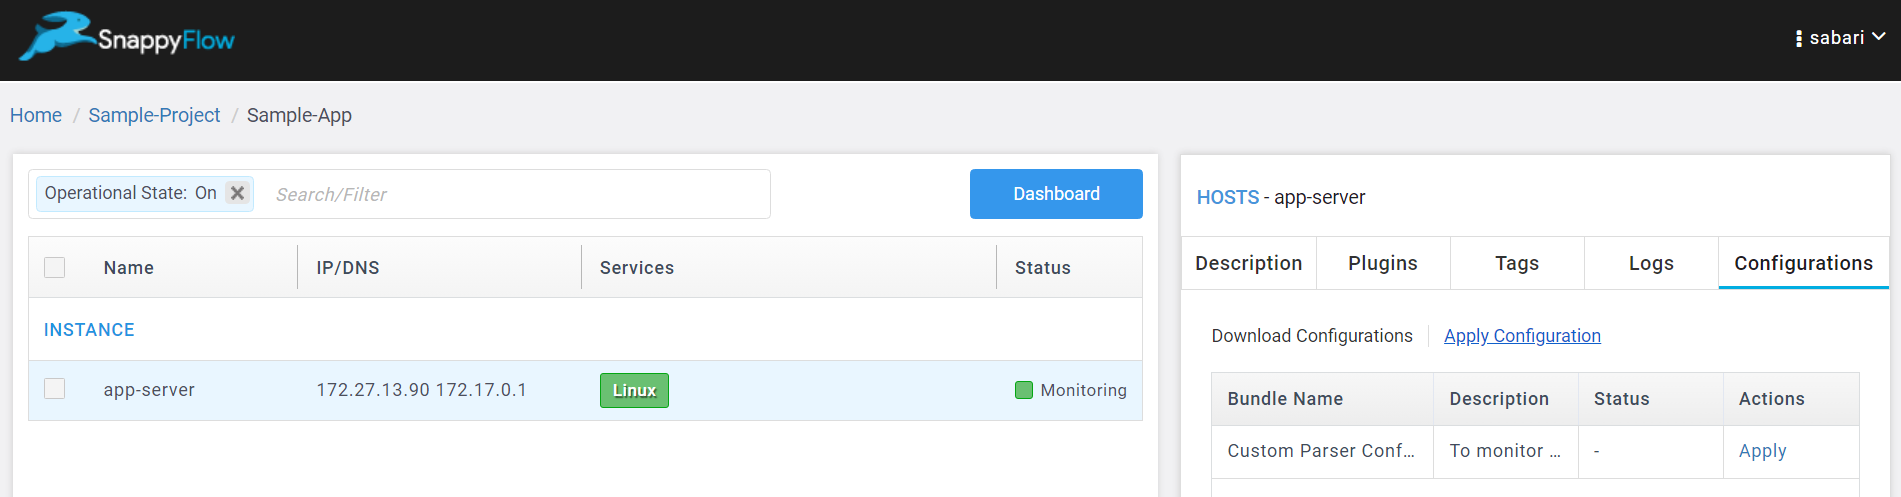 SnappyFlow
sabari
Home / Sample-Project / Sample-App
Operational State: On
Search/Filter
Dashboard
Name IP/DNS Services Status
INSTANCE
app-server 172.27.13.90 172.17.0.1 Linux Monitoring
HOSTS - app-server
Description Plugins Tags Logs Configurations
Download Configurations Apply Configuration
Bundle Name Description Status Actions
Custom Parser Conf... To monitor ... - Apply